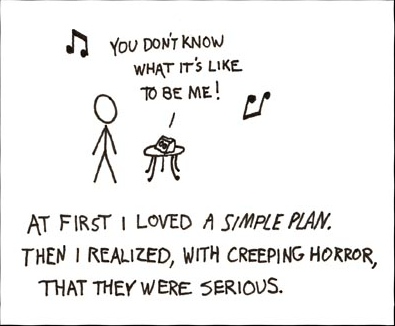 YOU DON'T KNOW
WHAT IT'S LIKE
TO BE ME!
AT FIRST I LOVED A SIMPLE PLAN.
THEN I REALIZED, WITH CREEPING HORROR,
THAT THEY WERE SERIOUS.